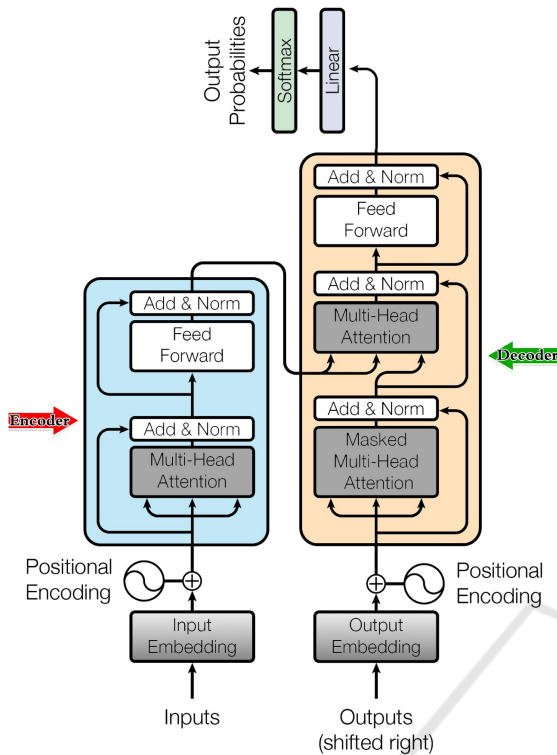 Output
Probabilities
Softmax
Linear
Add & Norm
Feed
Forward
Add & Norm
Multi-Head
Attention
Add & Norm
Masked
Multi-Head
Attention
Decoder
Add & Norm
Feed
Forward
Add & Norm
Multi-Head
Attention
Encoder
Positional
Encoding
Positional
Encoding
Input
Embedding
Output
Embedding
Inputs
Outputs
(shifted right)